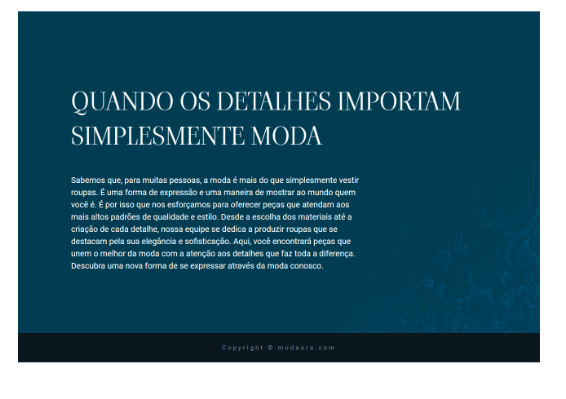 QUANDO OS DETALHES IMPORTAM
SIMPLESMENTE MODA
Sabemos que, para muitas pessoas, a moda é mais do que simplesmente vestir
roupas. É uma forma de expressão e uma maneira de mostrar ao mundo quem
você é. É por isso que nos esforçamos para oferecer peças que atendam aos
mais altos padrões de qualidade e estilo. Desde a escolha dos materiais até a
criação de cada detalhe, nossa equipe se dedica a produzir roupas que se
destacam pela sua elegância e sofisticação. Aqui, você encontrará peças que
unem o melhor da moda com a atenção aos detalhes que faz toda a diferença.
Descubra uma nova forma de se expressar através da moda conosco.
Copyright © modaora.com